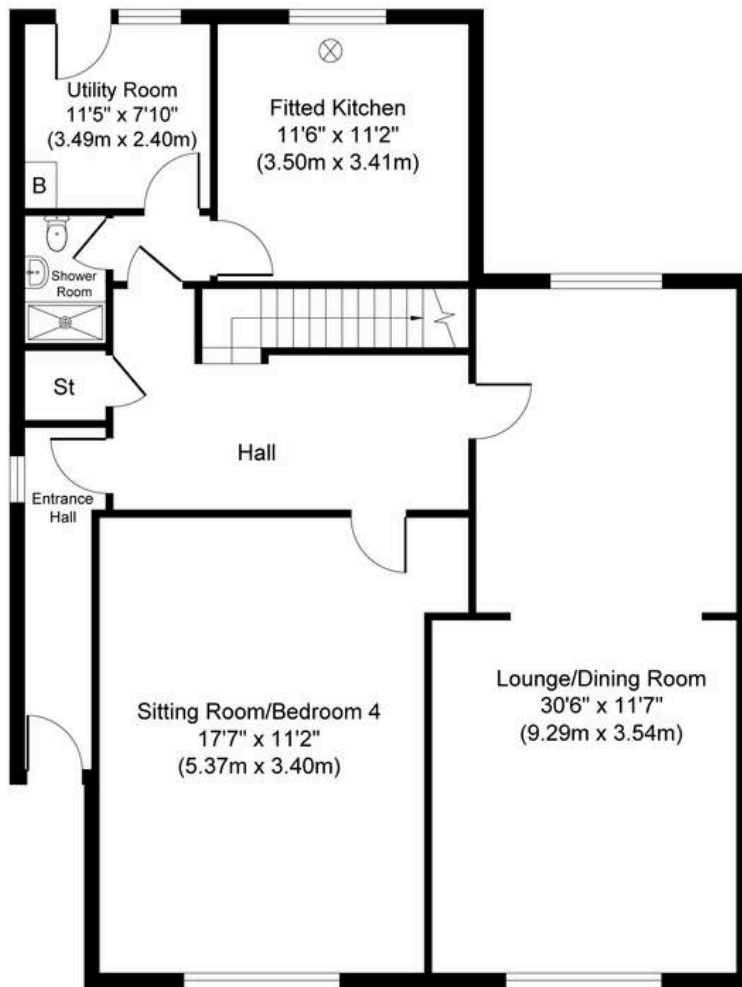 Utility Room
11'5" x 7'10"
(3.49m x 2.40m)
Fitted Kitchen
11'6" x 11'2"
(3.50m x 3.41m)
B
Shower
Room
St
Hall
Entrance
Hall
Sitting Room/Bedroom 4
17'7" x 11'2"
(5.37m x 3.40m)
Lounge/Dining Room
30'6" x 11'7"
(9.29m x 3.54m)